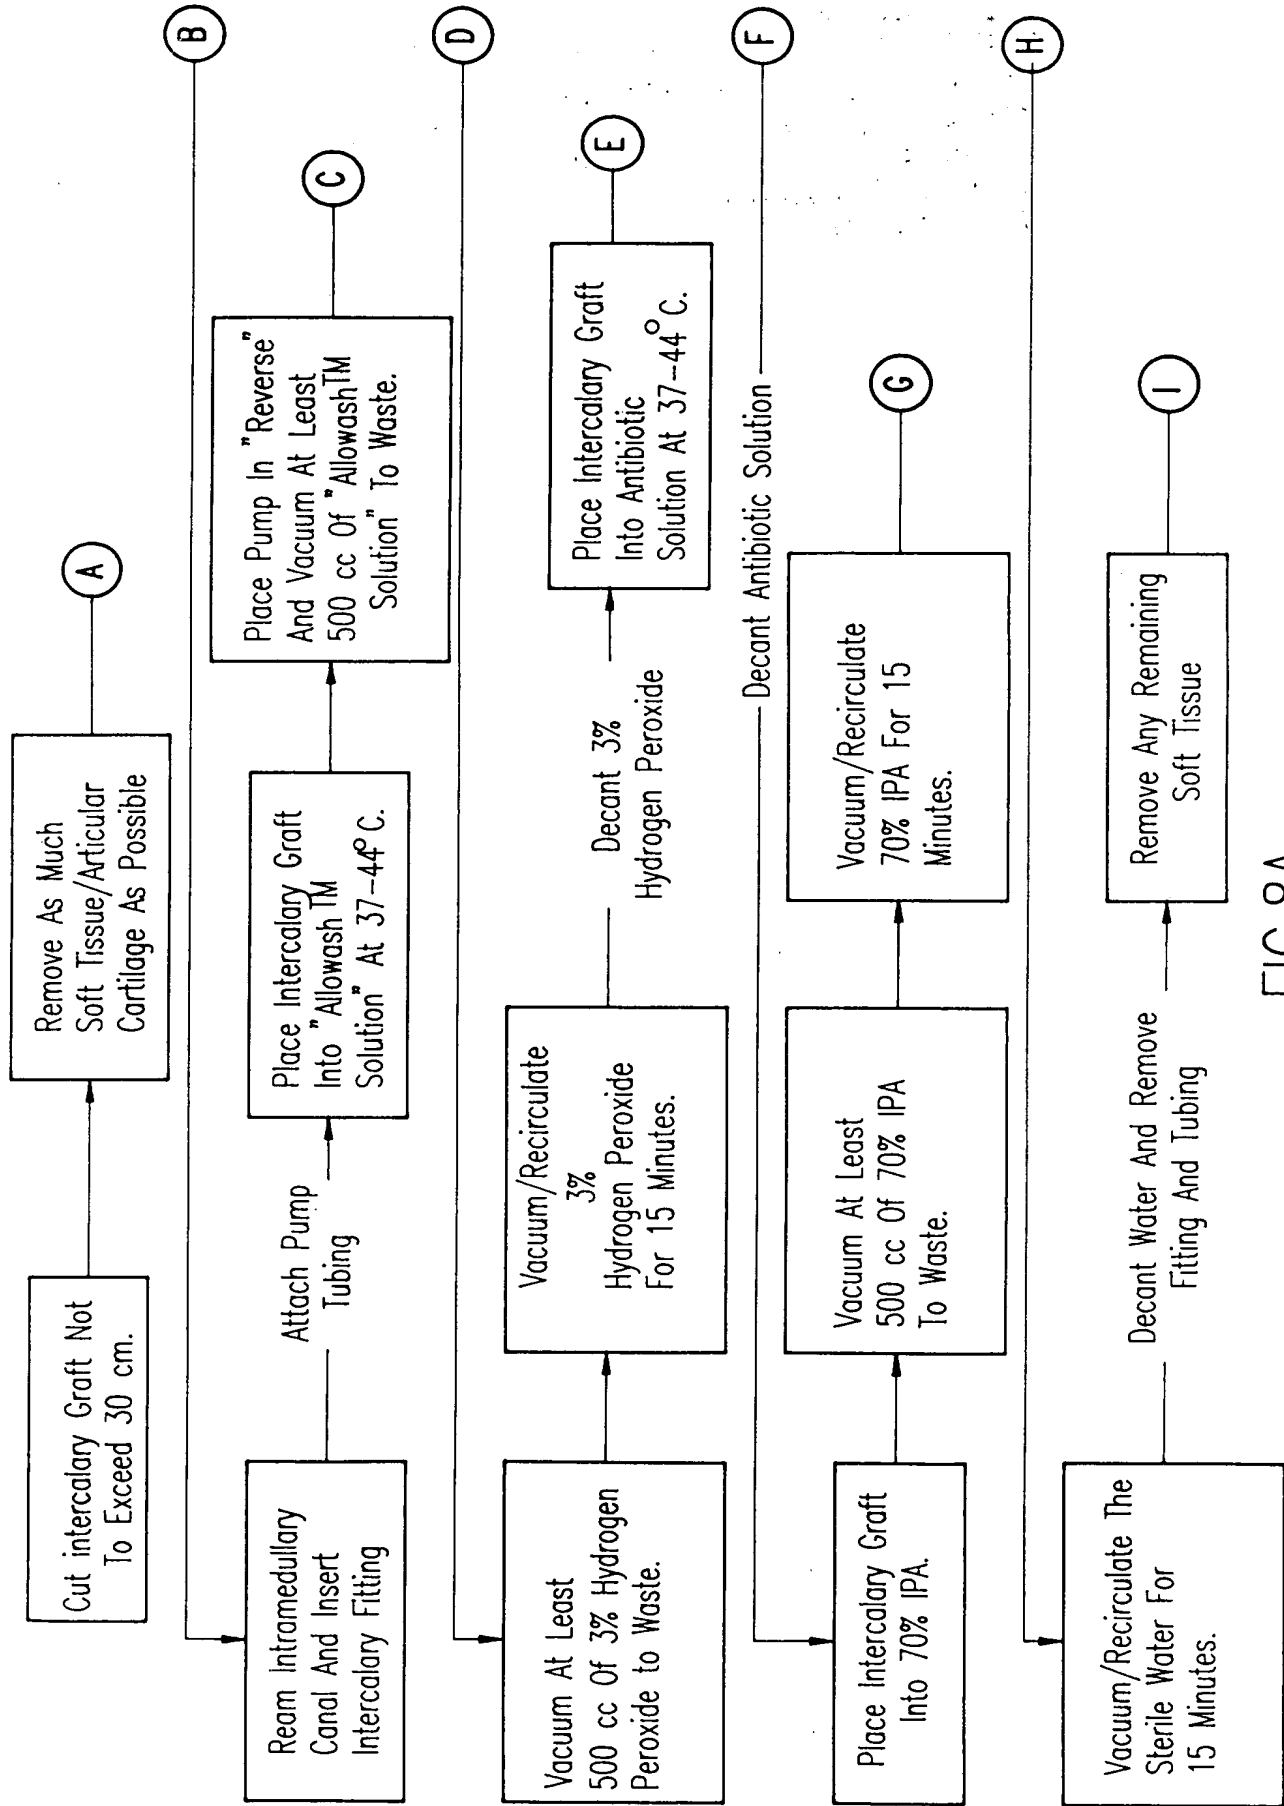 Cut intercalary Graft Not
To Exceed 30 cm.
Remove As Much
Soft Tissue/Articular
Cartilage As Possible
A
B
Ream Intramedullary
Canal And Insert
Intercalary Fitting
Attach Pump
Tubing
Place Intercalary Graft
Into "Allowash™
Solution" At 37-44°C.
Place Pump In "Reverse"
And Vacuum At Least
500 cc Of "Allowash™
Solution" To Waste.
C
D
Vacuum At Least
500 cc Of 3% Hydrogen
Peroxide to Waste.
Vacuum/Recirculate
3%
Hydrogen Peroxide
For 15 Minutes.
Decant 3%
Hydrogen Peroxide
Place Intercalary Graft
Into Antibiotic
Solution At 37-44°C.
E
F
Decant Antibiotic Solution
Place Intercalary Graft
Into 70% IPA.
Vacuum At Least
500 cc Of 70% IPA
To Waste.
Vacuum/Recirculate
70% IPA For 15
Minutes.
G
H
Vacuum/Recirculate The
Sterile Water For
15 Minutes.
Decant Water And Remove
Fitting And Tubing
Remove Any Remaining
Soft Tissue
I
FIG.8A